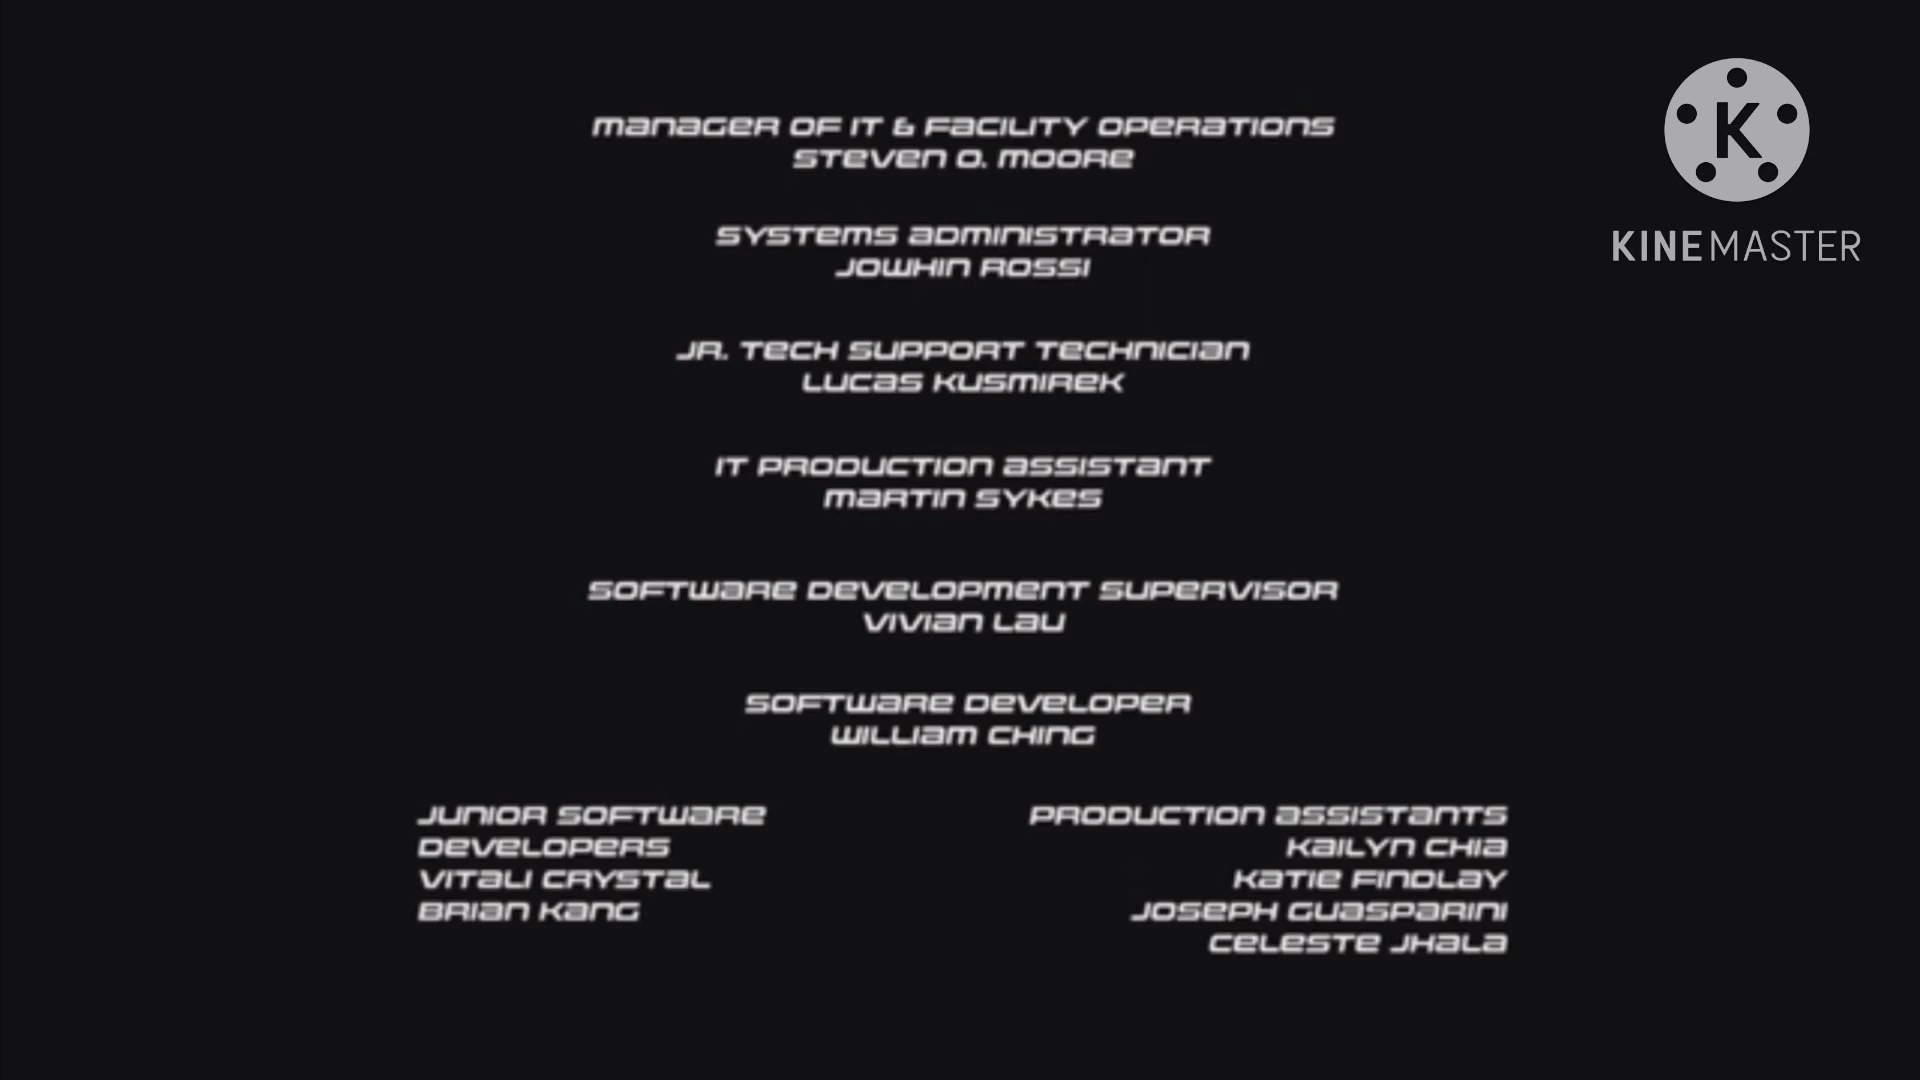 MANAGER OF IT & FACILITY OPERATIONS
STEVEN O. MOORE
SYSTEMS ADMINISTRATOR
JOWHIN ROSSI
JR. TECH SUPPORT TECHNICIAN
LUCAS KUSMIREK
IT PRODUCTION ASSISTANT
MARTIN SYKES
SOFTWARE DEVELOPMENT SUPERVISOR
VIVIAN LAU
SOFTWARE DEVELOPER
WILLIAM CHING
JUNIOR SOFTWARE
DEVELOPERS
VITALI CRYSTAL
BRIAN KANG
PRODUCTION ASSISTANTS
KAILYN CHIA
KATIE FINDLAY
JOSEPH GUASPARINI
CELESTE JHALA
K
KINEMASTER